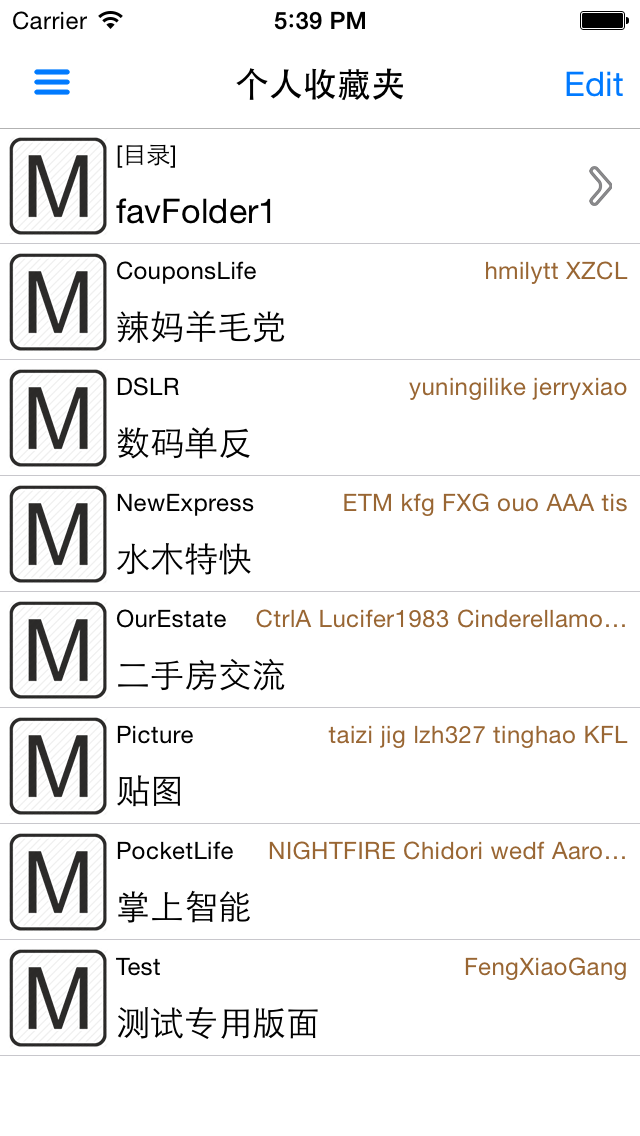 Carrier 5:39 PM
个人收藏夹 Edit
M
[目录]
favFolder1
M
CouponsLife hmilytt XZCL
辣妈羊毛党
M
DSLR yuningilike jerryxiao
数码单反
M
NewExpress ETM kfg FXG ouo AAA tis
水木特快
M
OurEstate CtrlA Lucifer1983 Cinderellamo…
二手房交流
M
Picture taizi jig lzh327 tinghao KFL
贴图
M
PocketLife NIGHTFIRE Chidori wedf Aaro…
掌上智能
M
Test FengXiaoGang
测试专用版面